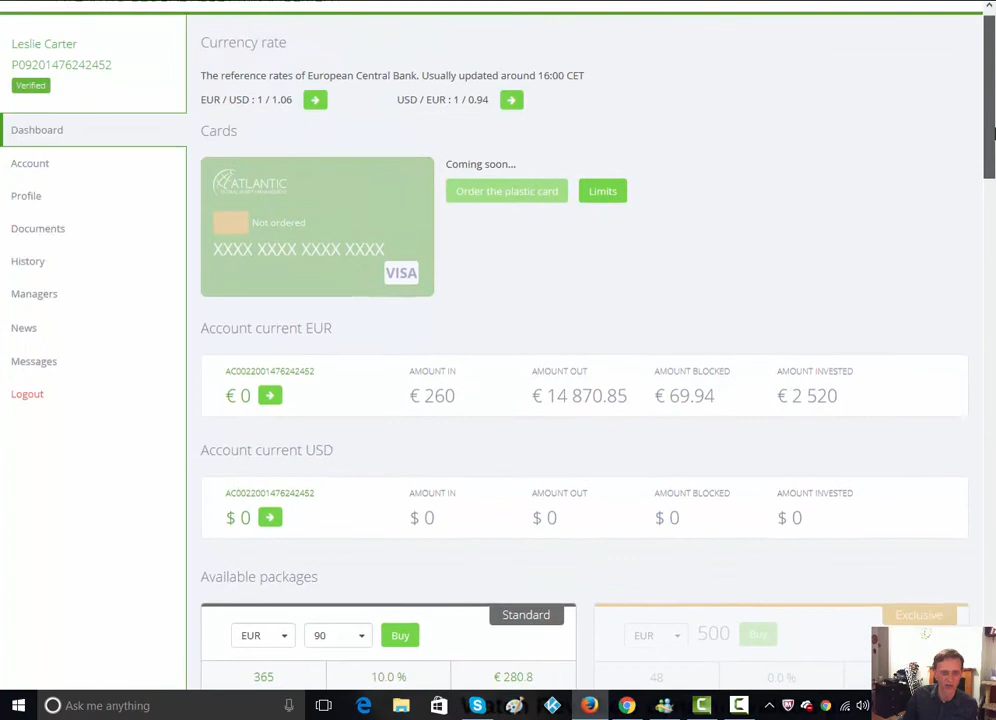 Leslie Carter
P09201476242452
Verified
Dashboard
Account
Profile
Documents
History
Managers
News
Messages
Logout
Currency rate
The reference rates of European Central Bank. Usually updated around 16:00 CET
EUR / USD : 1 / 1.06
USD / EUR : 1 / 0.94
Cards
ATLANTIC
Not ordered
XXXX XXXX XXXX XXXX
VISA
Coming soon...
Order the plastic card
Limits
Account current EUR
AC0022001476242452 AMOUNT IN AMOUNT OUT AMOUNT BLOCKED AMOUNT INVESTED
€ 0 € 260 € 14 870.85 € 69.94 € 2 520
Account current USD
AC0022001476242452 AMOUNT IN AMOUNT OUT AMOUNT BLOCKED AMOUNT INVESTED
$ 0 $ 0 $ 0 $ 0 $ 0
Available packages
Standard
EUR 90 Buy
365 10.0 % € 280.8
Exclusive
EUR 500 Buy
48 0.0 %
Ask me anything